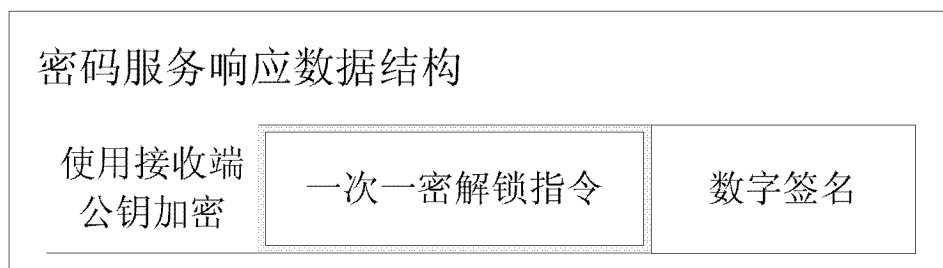 密码服务响应数据结构
使用接收端
公钥加密
一次一密解锁指令
数字签名